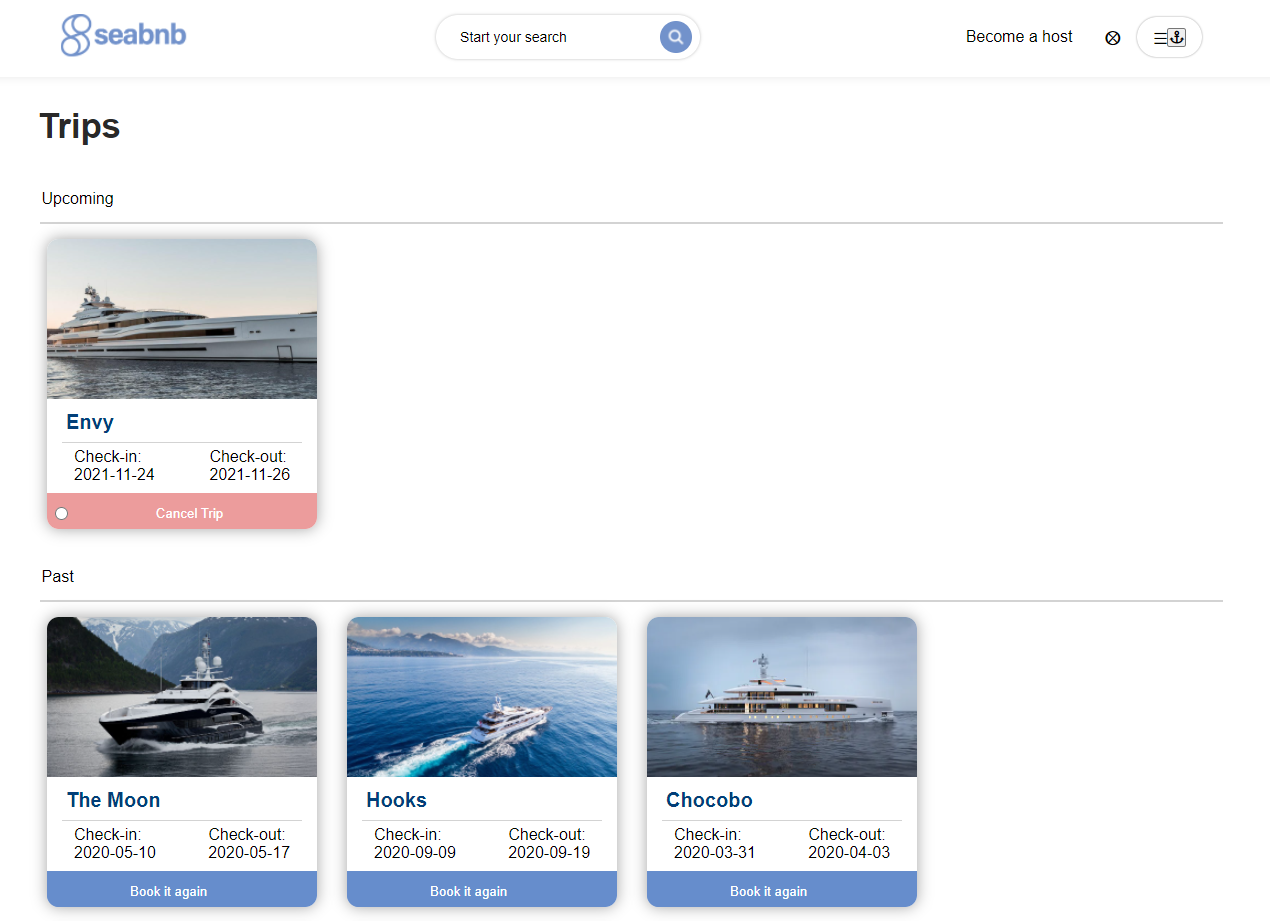 seabnb
Start your search
Become a host
Trips
Upcoming
Envy
Check-in: Check-out:
2021-11-24 2021-11-26
Cancel Trip
Past
The Moon
Check-in: Check-out:
2020-05-10 2020-05-17
Book it again
Hooks
Check-in: Check-out:
2020-09-09 2020-09-19
Book it again
Chocobo
Check-in: Check-out:
2020-03-31 2020-04-03
Book it again